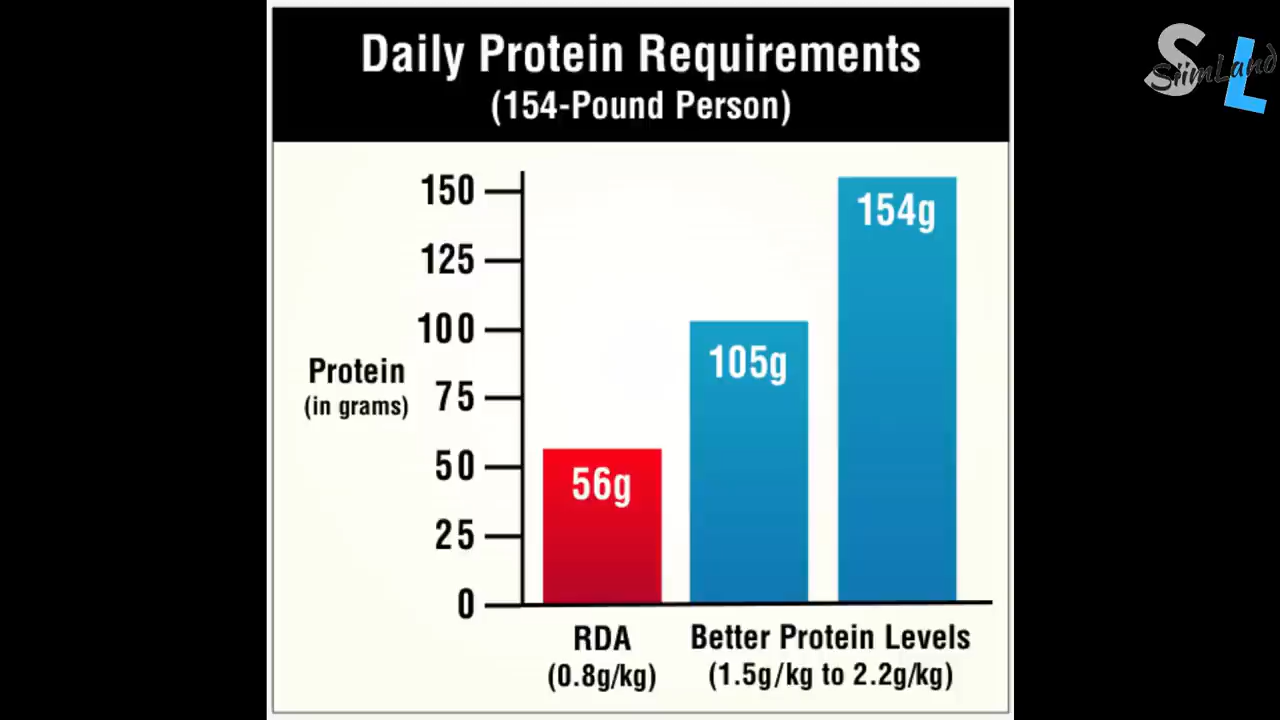 Daily Protein Requirements
(154-Pound Person)
SL
SiimLand
150
125
100
75
50
25
0
Protein
(in grams)
56g
105g
154g
RDA
(0.8g/kg)
Better Protein Levels
(1.5g/kg to 2.2g/kg)